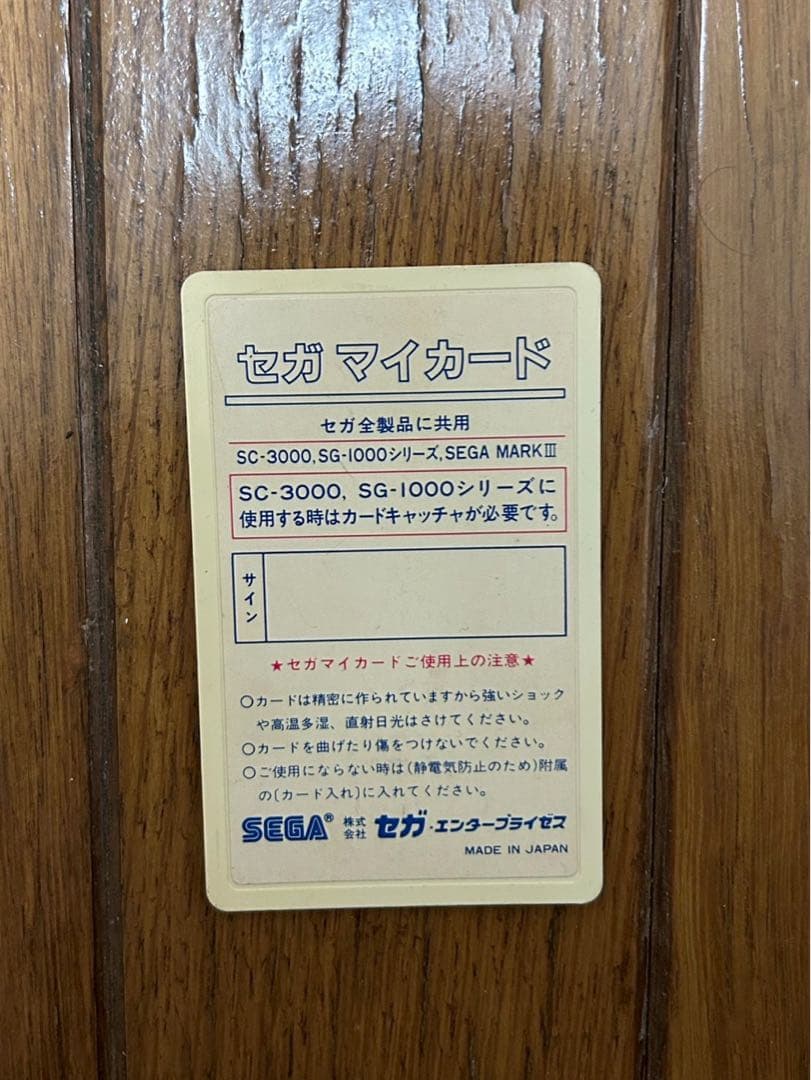 セガ マイカード
セガ全製品に共用
SC-3000,SG-1000シリーズ,SEGA MARKⅢ
SC-3000, SG-1000シリーズに
使用する時はカードキャッチャが必要です。
サイン
★セガマイカードご使用上の注意★
○カードは精密に作られていますから強いショック
や高温多湿、直射日光はさけてください。
○カードを曲げたり傷をつけないでください。
○ご使用にならない時は(静電気防止のため)附属
の〔カード入れ〕に入れてください。
SEGA® 株式会社 セガ・エンタープライゼス
MADE IN JAPAN